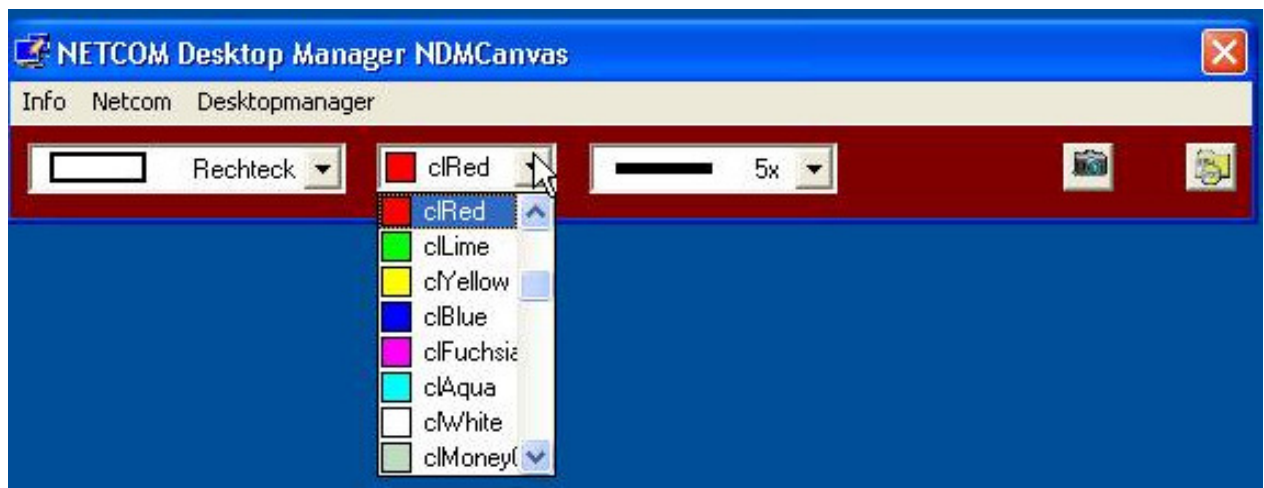 NETCOM Desktop Manager NDMCanvas
Info Netcom Desktopmanager
Rechteck clRed 5x
clRed
clLime
clYellow
clBlue
clFuchsia
clAqua
clWhite